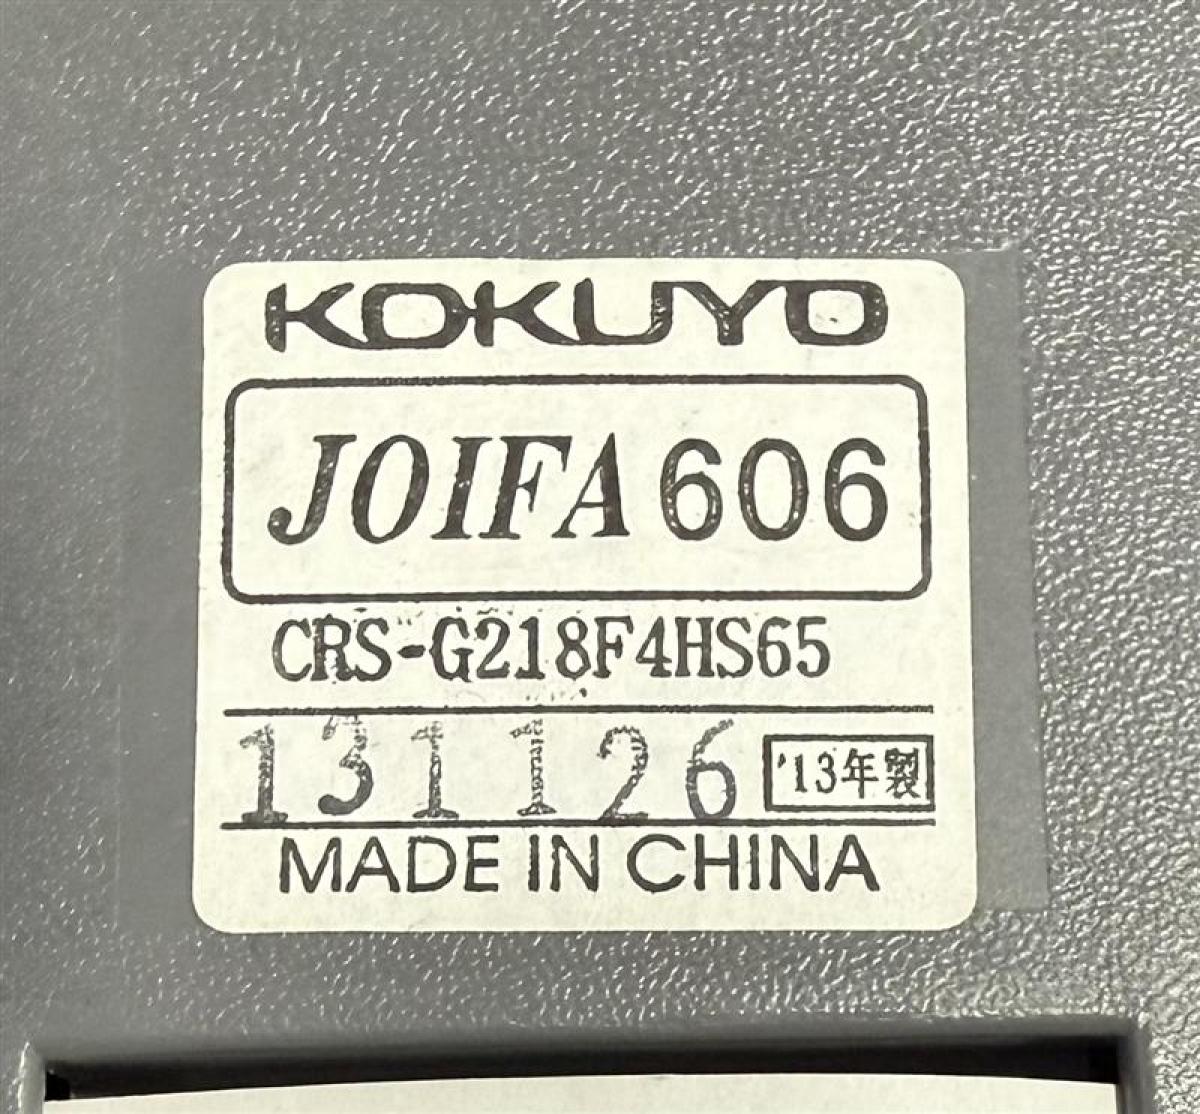 KOKUYO
JOIFA 606
CRS-G218F4HS65
131126 '13年製
MADE IN CHINA